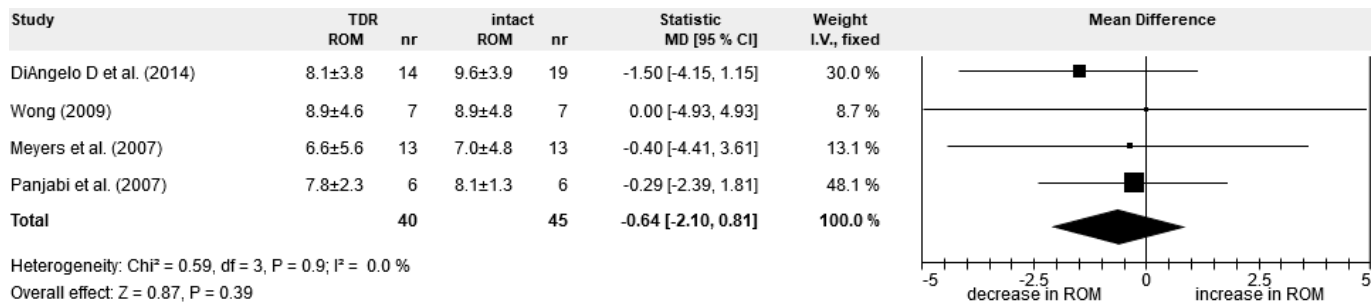 Study TDR intact Statistic Weight Mean Difference
ROM nr ROM nr MD [95 % CI] I.V., fixed
DiAngelo D et al. (2014) 8.1±3.8 14 9.6±3.9 19 -1.50 [-4.15, 1.15] 30.0 %
Wong (2009) 8.9±4.6 7 8.9±4.8 7 0.00 [-4.93, 4.93] 8.7 %
Meyers et al. (2007) 6.6±5.6 13 7.0±4.8 13 -0.40 [-4.41, 3.61] 13.1 %
Panjabi et al. (2007) 7.8±2.3 6 8.1±1.3 6 -0.29 [-2.39, 1.81] 48.1 %
Total 40 45 -0.64 [-2.10, 0.81] 100.0 %
Heterogeneity: Chi² = 0.59, df = 3, P = 0.9; I² = 0.0 %
Overall effect: Z = 0.87, P = 0.39
-5 -2.5 0 2.5 5
decrease in ROM increase in ROM